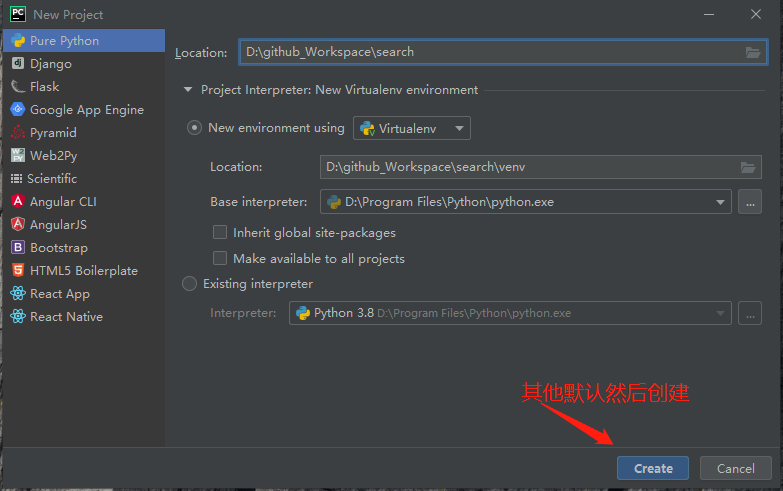 New Project
Pure Python
Django
Flask
Google App Engine
Pyramid
Web2Py
Scientific
Angular CLI
AngularJS
Bootstrap
HTML5 Boilerplate
React App
React Native
Location: D:\github_Workspace\search
Project Interpreter: New Virtualenv environment
New environment using Virtualenv
Location: D:\github_Workspace\search\venv
Base interpreter: D:\Program Files\Python\python.exe ...
Inherit global site-packages
Make available to all projects
Existing interpreter
Interpreter: Python 3.8 D:\Program Files\Python\python.exe ...
其他默认然后创建
Create Cancel